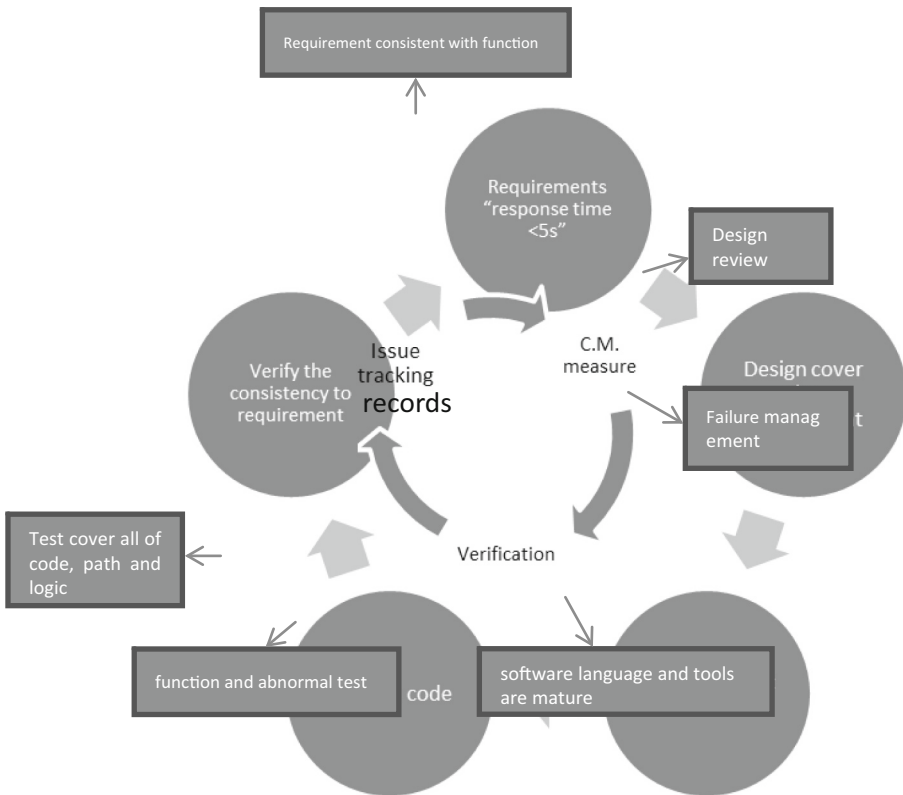 Requirement consistent with function
Requirements
“response time
<5s”
Design
review
C.M.
measure
Issue
tracking
records
Verify the
consistency to
requirement
Design cover
Failure manag
ement
Verification
Test cover all of
code, path and
logic
function and abnormal test
code
software language and tools
are mature